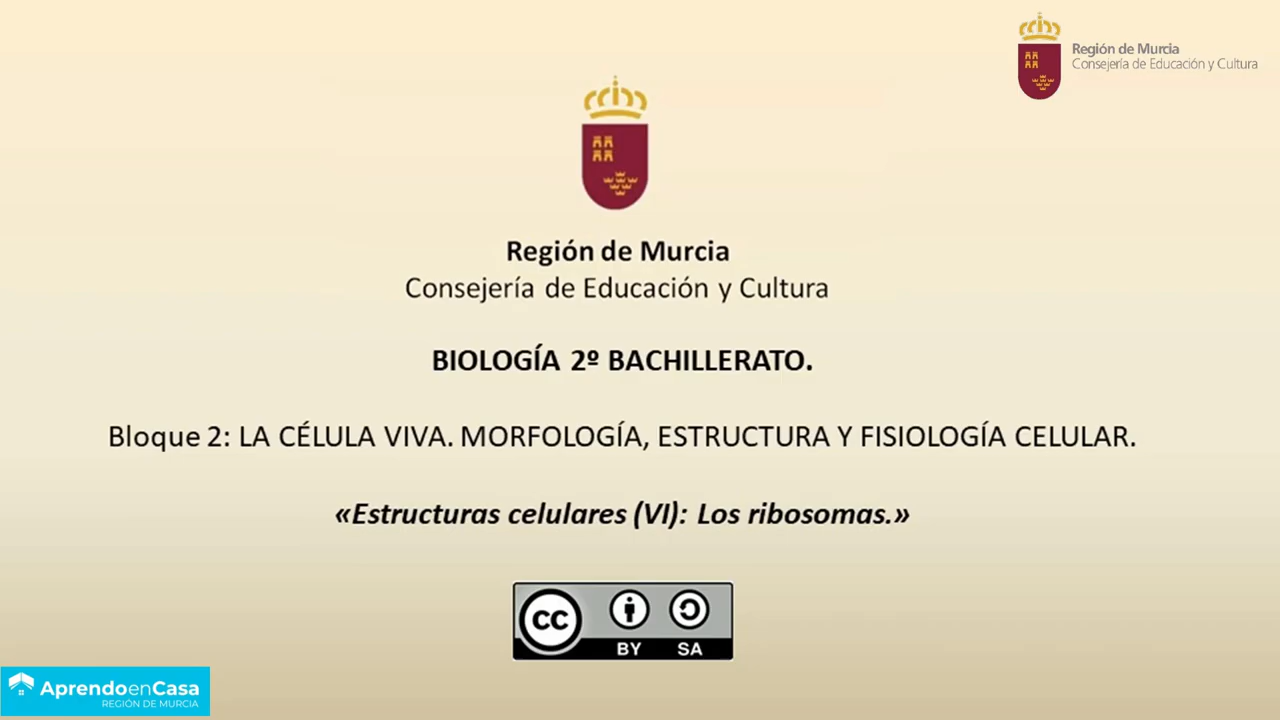 Región de Murcia
Consejería de Educación y Cultura
Región de Murcia
Consejería de Educación y Cultura
BIOLOGÍA 2º BACHILLERATO.
Bloque 2: LA CÉLULA VIVA. MORFOLOGÍA, ESTRUCTURA Y FISIOLOGÍA CELULAR.
«Estructuras celulares (VI): Los ribosomas.»
CC
BY SA
AprendoenCasa
REGIÓN DE MURCIA